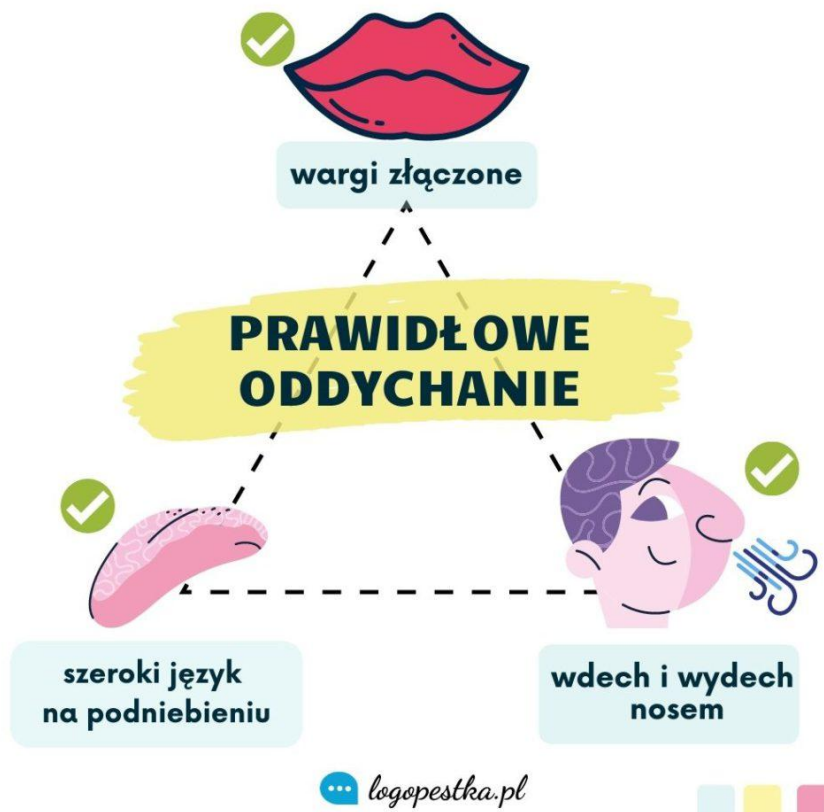 wargi złączone
PRAWIDŁOWE
ODDYCHANIE
szeroki język
na podniebieniu
wdech i wydech
nosem
logopestka.pl